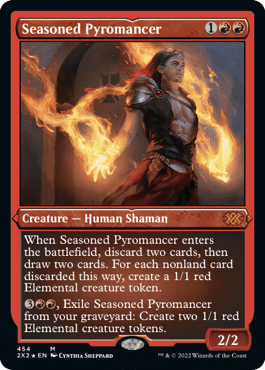 Seasoned Pyromancer 1
Creature — Human Shaman
When Seasoned Pyromancer enters
the battlefield, discard two cards, then
draw two cards. For each nonland card
discarded this way, create a 1/1 red
Elemental creature token.
3, Exile Seasoned Pyromancer
from your graveyard: Create two 1/1 red
Elemental creature tokens.
2/2
454 M
2X2 ★ EN Cynthia Sheppard
™ & © 2022 Wizards of the Coast